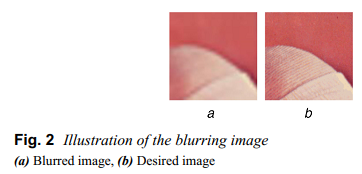 a b
Fig. 2 Illustration of the blurring image
(a) Blurred image, (b) Desired image